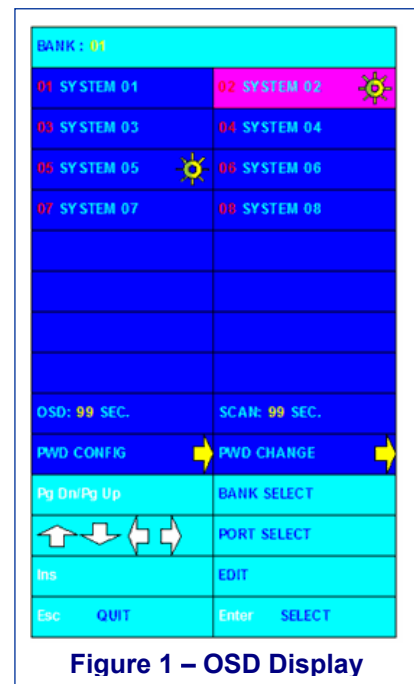 BANK : 01
01 SYSTEM 01 02 SYSTEM 02
03 SYSTEM 03 04 SYSTEM 04
05 SYSTEM 05 06 SYSTEM 06
07 SYSTEM 07 08 SYSTEM 08
OSD: 99 SEC. SCAN: 99 SEC.
PWD CONFIG PWD CHANGE
Pg Dn/Pg Up BANK SELECT
PORT SELECT
Ins EDIT
Esc QUIT Enter SELECT
Figure 1 – OSD Display